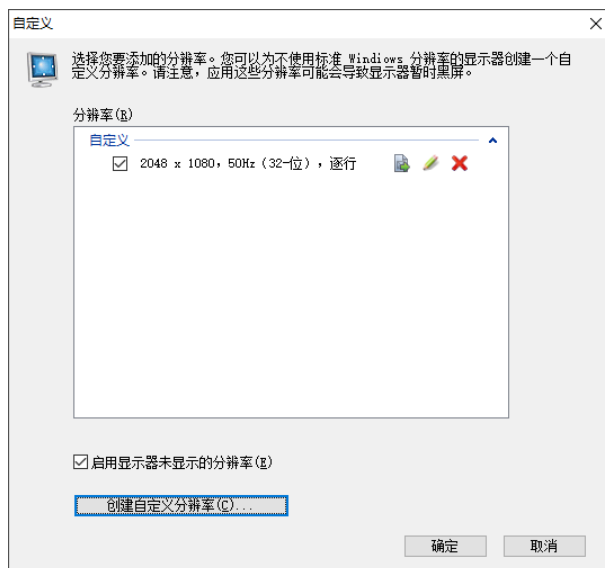 自定义
选择您要添加的分辨率。您可以为不使用标准 Windiows 分辨率的显示器创建一个自
定义分辨率。请注意，应用这些分辨率可能会导致显示器暂时黑屏。
分辨率(R)
自定义
2048 x 1080，50Hz（32-位），逐行
启用显示器未显示的分辨率(E)
创建自定义分辨率(C)...
确定
取消